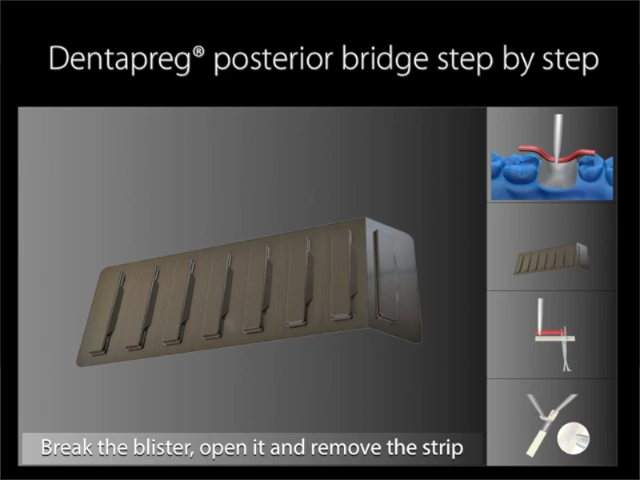 Dentapreg® posterior bridge step by step
Break the blister, open it and remove the strip